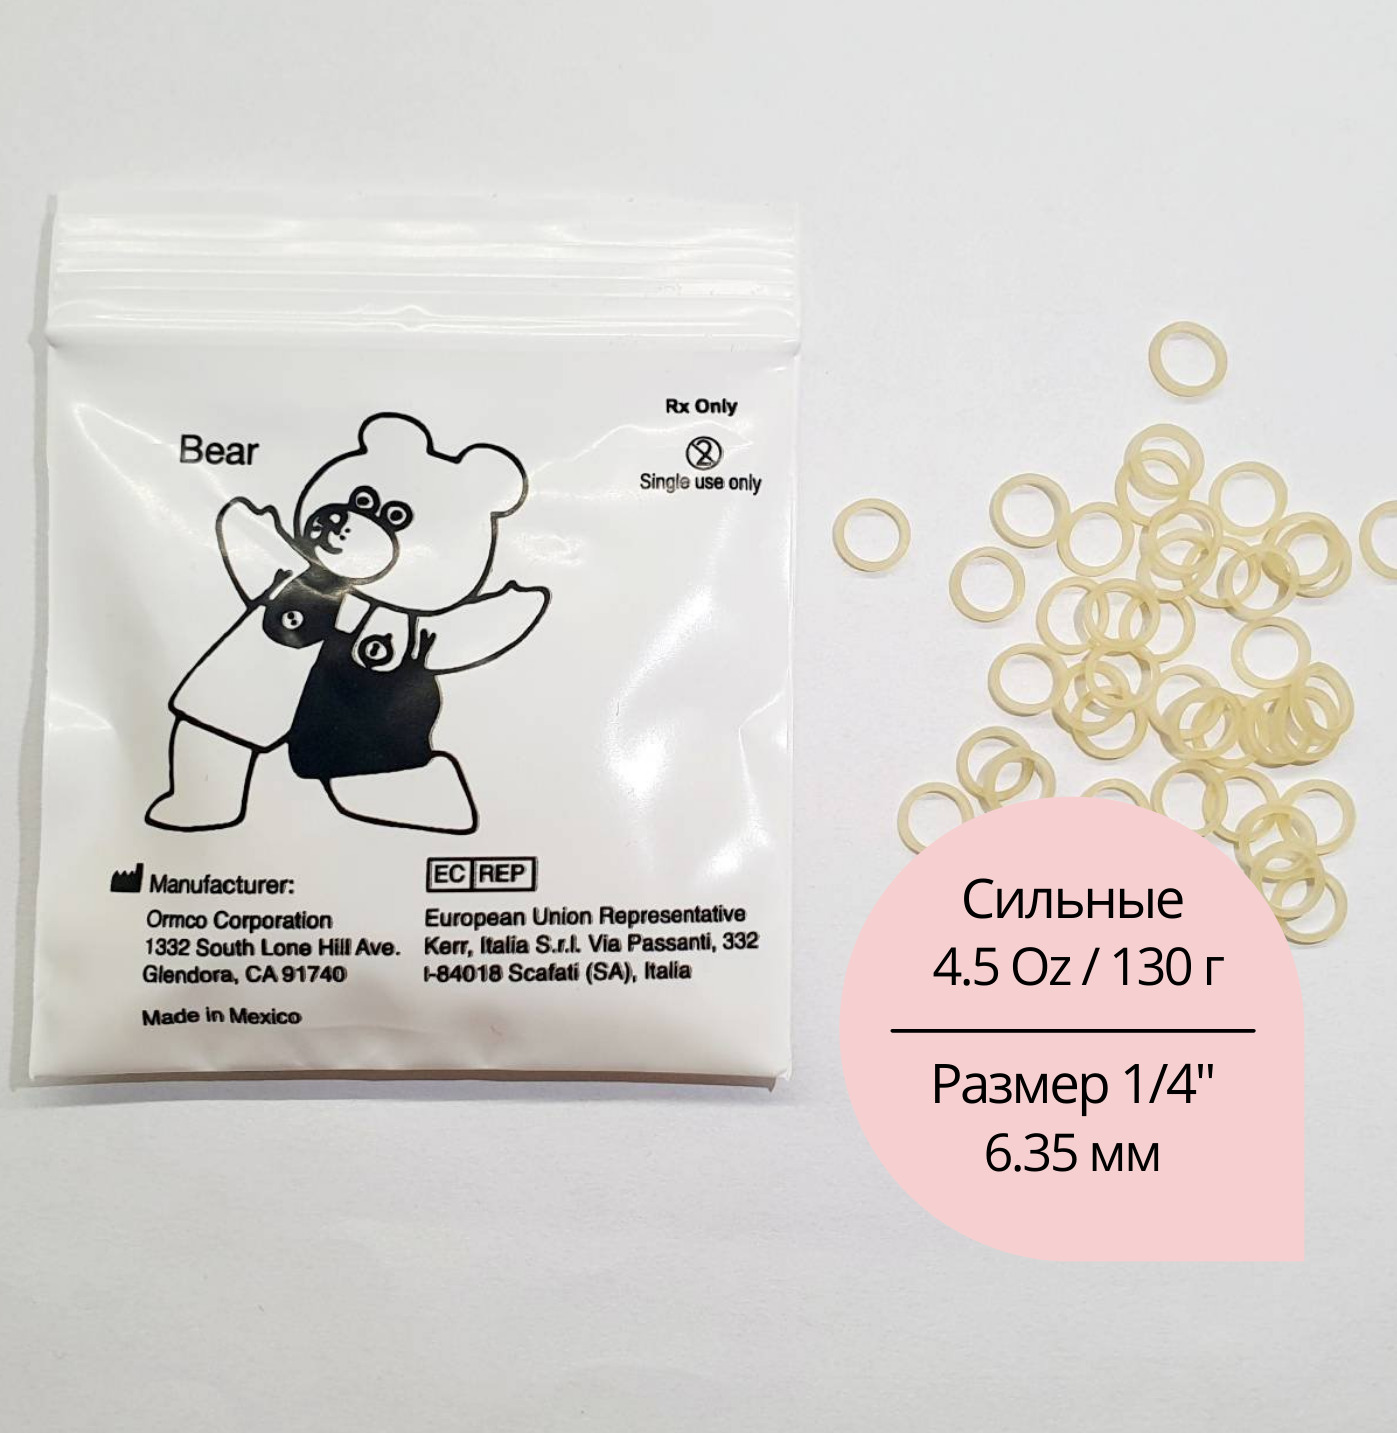 Bear
Rx Only
2
Single use only
Manufacturer:
Ormco Corporation
1332 South Lone Hill Ave.
Glendora, CA 91740
Made in Mexico
EC REP
European Union Representative
Kerr, Italia S.r.l. Via Passanti, 332
I-84018 Scafati (SA), Italia
Сильные
4.5 Oz / 130 г
Размер 1/4"
6.35 мм